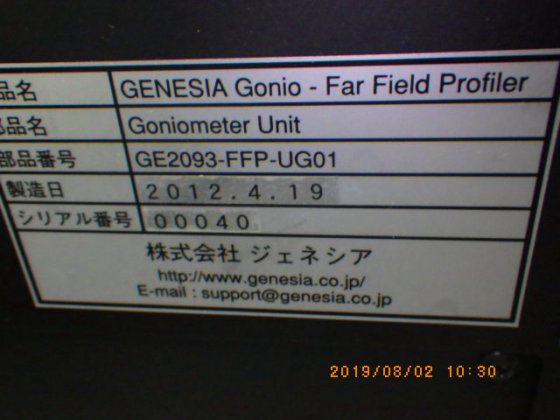 品名 GENESIA Gonio - Far Field Profiler
部品名 Goniometer Unit
部品番号 GE2093-FFP-UG01
製造日 2012.4.19
シリアル番号 00040
株式会社 ジェネシア
http://www.genesia.co.jp/
E-mail : support@genesia.co.jp
2019/08/02 10:30